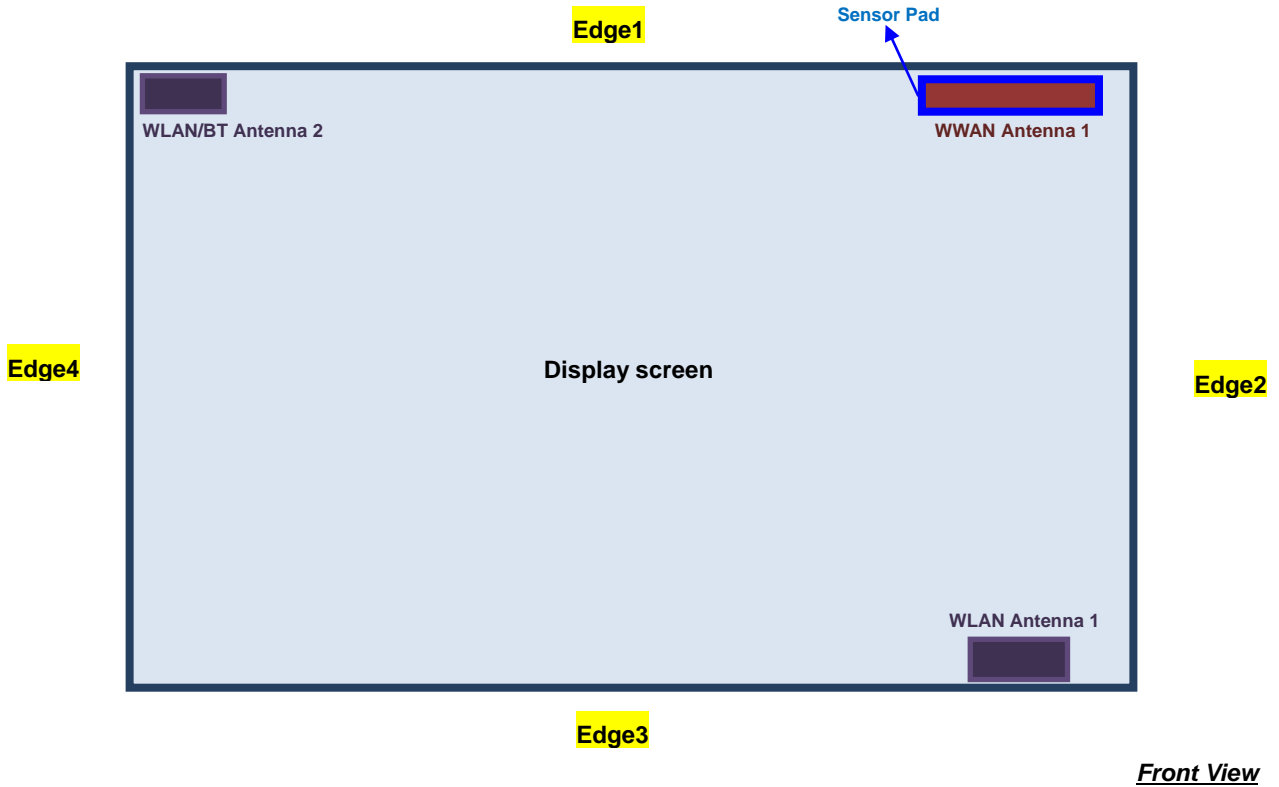 Sensor Pad
Edge1
WLAN/BT Antenna 2
WWAN Antenna 1
Edge4
Display screen
Edge2
WLAN Antenna 1
Edge3
Front View